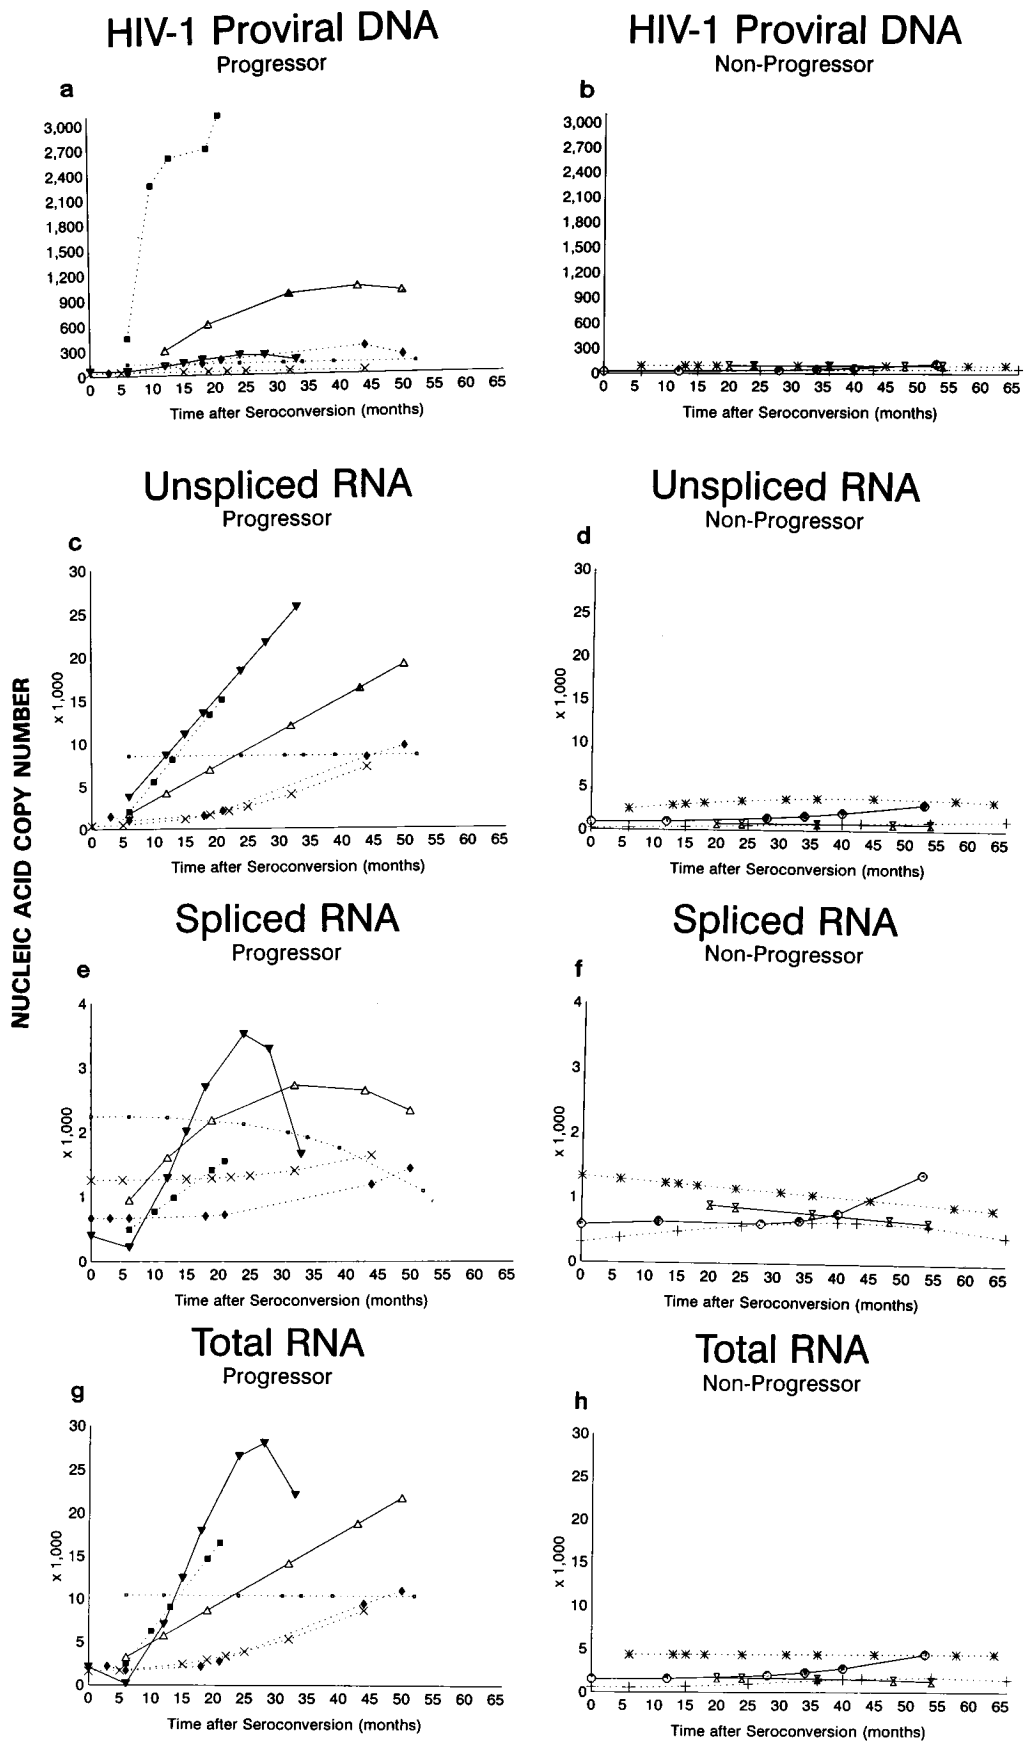 HIV-1 Proviral DNA
Progressor
a
3,000
2,700
2,400
2,100
1,800
1,500
1,200
900
600
300
0
0 5 10 15 20 25 30 35 40 45 50 55 60 65
Time after Seroconversion (months)
HIV-1 Proviral DNA
Non-Progressor
b
3,000
2,700
2,400
2,100
1,800
1,500
1,200
900
600
300
0
0 5 10 15 20 25 30 35 40 45 50 55 60 65
Time after Seroconversion (months)
NUCLEIC ACID COPY NUMBER
Unspliced RNA
Progressor
c
30
25
20
15
10
5
0
x 1,000
0 5 10 15 20 25 30 35 40 45 50 55 60 65
Time after Seroconversion (months)
Unspliced RNA
Non-Progressor
d
30
25
20
15
10
5
0
x 1,000
0 5 10 15 20 25 30 35 40 45 50 55 60 65
Time after Seroconversion (months)
Spliced RNA
Progressor
e
4
3
2
1
0
x 1,000
0 5 10 15 20 25 30 35 40 45 50 55 60 65
Time after Seroconversion (months)
Spliced RNA
Non-Progressor
f
4
3
2
1
0
x 1,000
0 5 10 15 20 25 30 35 40 45 50 55 60 65
Time after Seroconversion (months)
Total RNA
Progressor
g
30
25
20
15
10
5
0
x 1,000
0 5 10 15 20 25 30 35 40 45 50 55 60 65
Time after Seroconversion (months)
Total RNA
Non-Progressor
h
30
25
20
15
10
5
0
x 1,000
0 5 10 15 20 25 30 35 40 45 50 55 60 65
Time after Seroconversion (months)